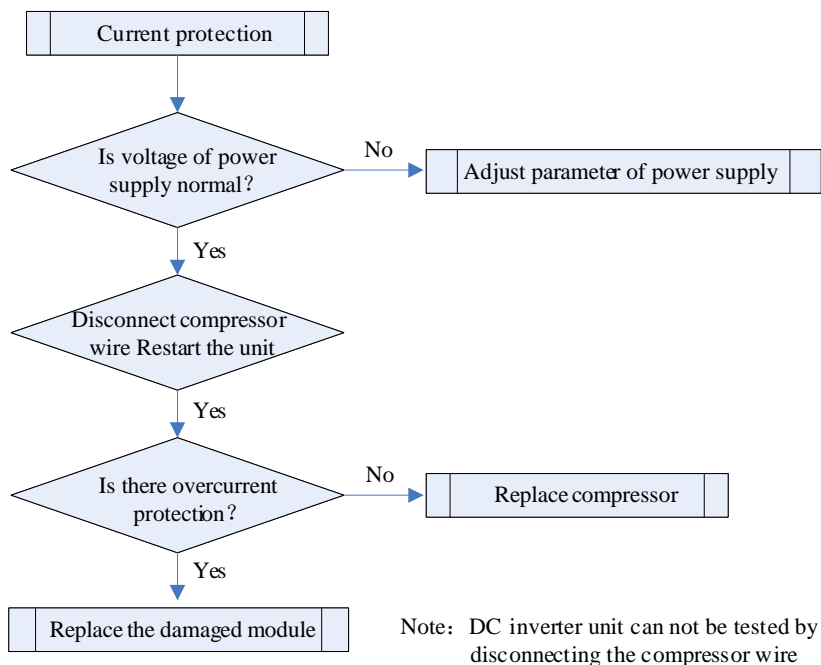 Current protection
Is voltage of power
supply normal?
No
Adjust parameter of power supply
Yes
Disconnect compressor
wire Restart the unit
Yes
Is there overcurrent
protection?
No
Replace compressor
Yes
Replace the damaged module
Note: DC inverter unit can not be tested by
disconnecting the compressor wire